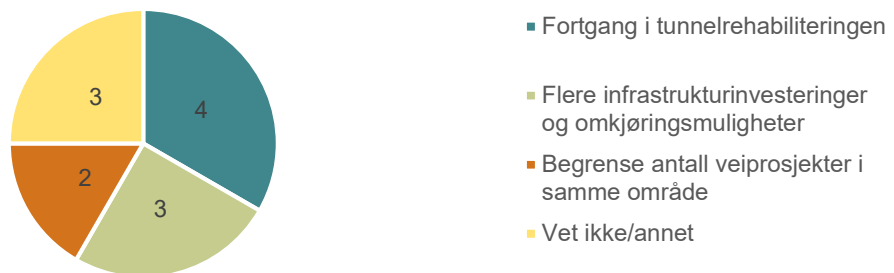 4
3
2
3
Fortgang i tunnelrehabiliteringen
Flere infrastrukturinvesteringer
og omkjøringsmuligheter
Begrense antall veiprosjekter i
samme område
Vet ikke/annet